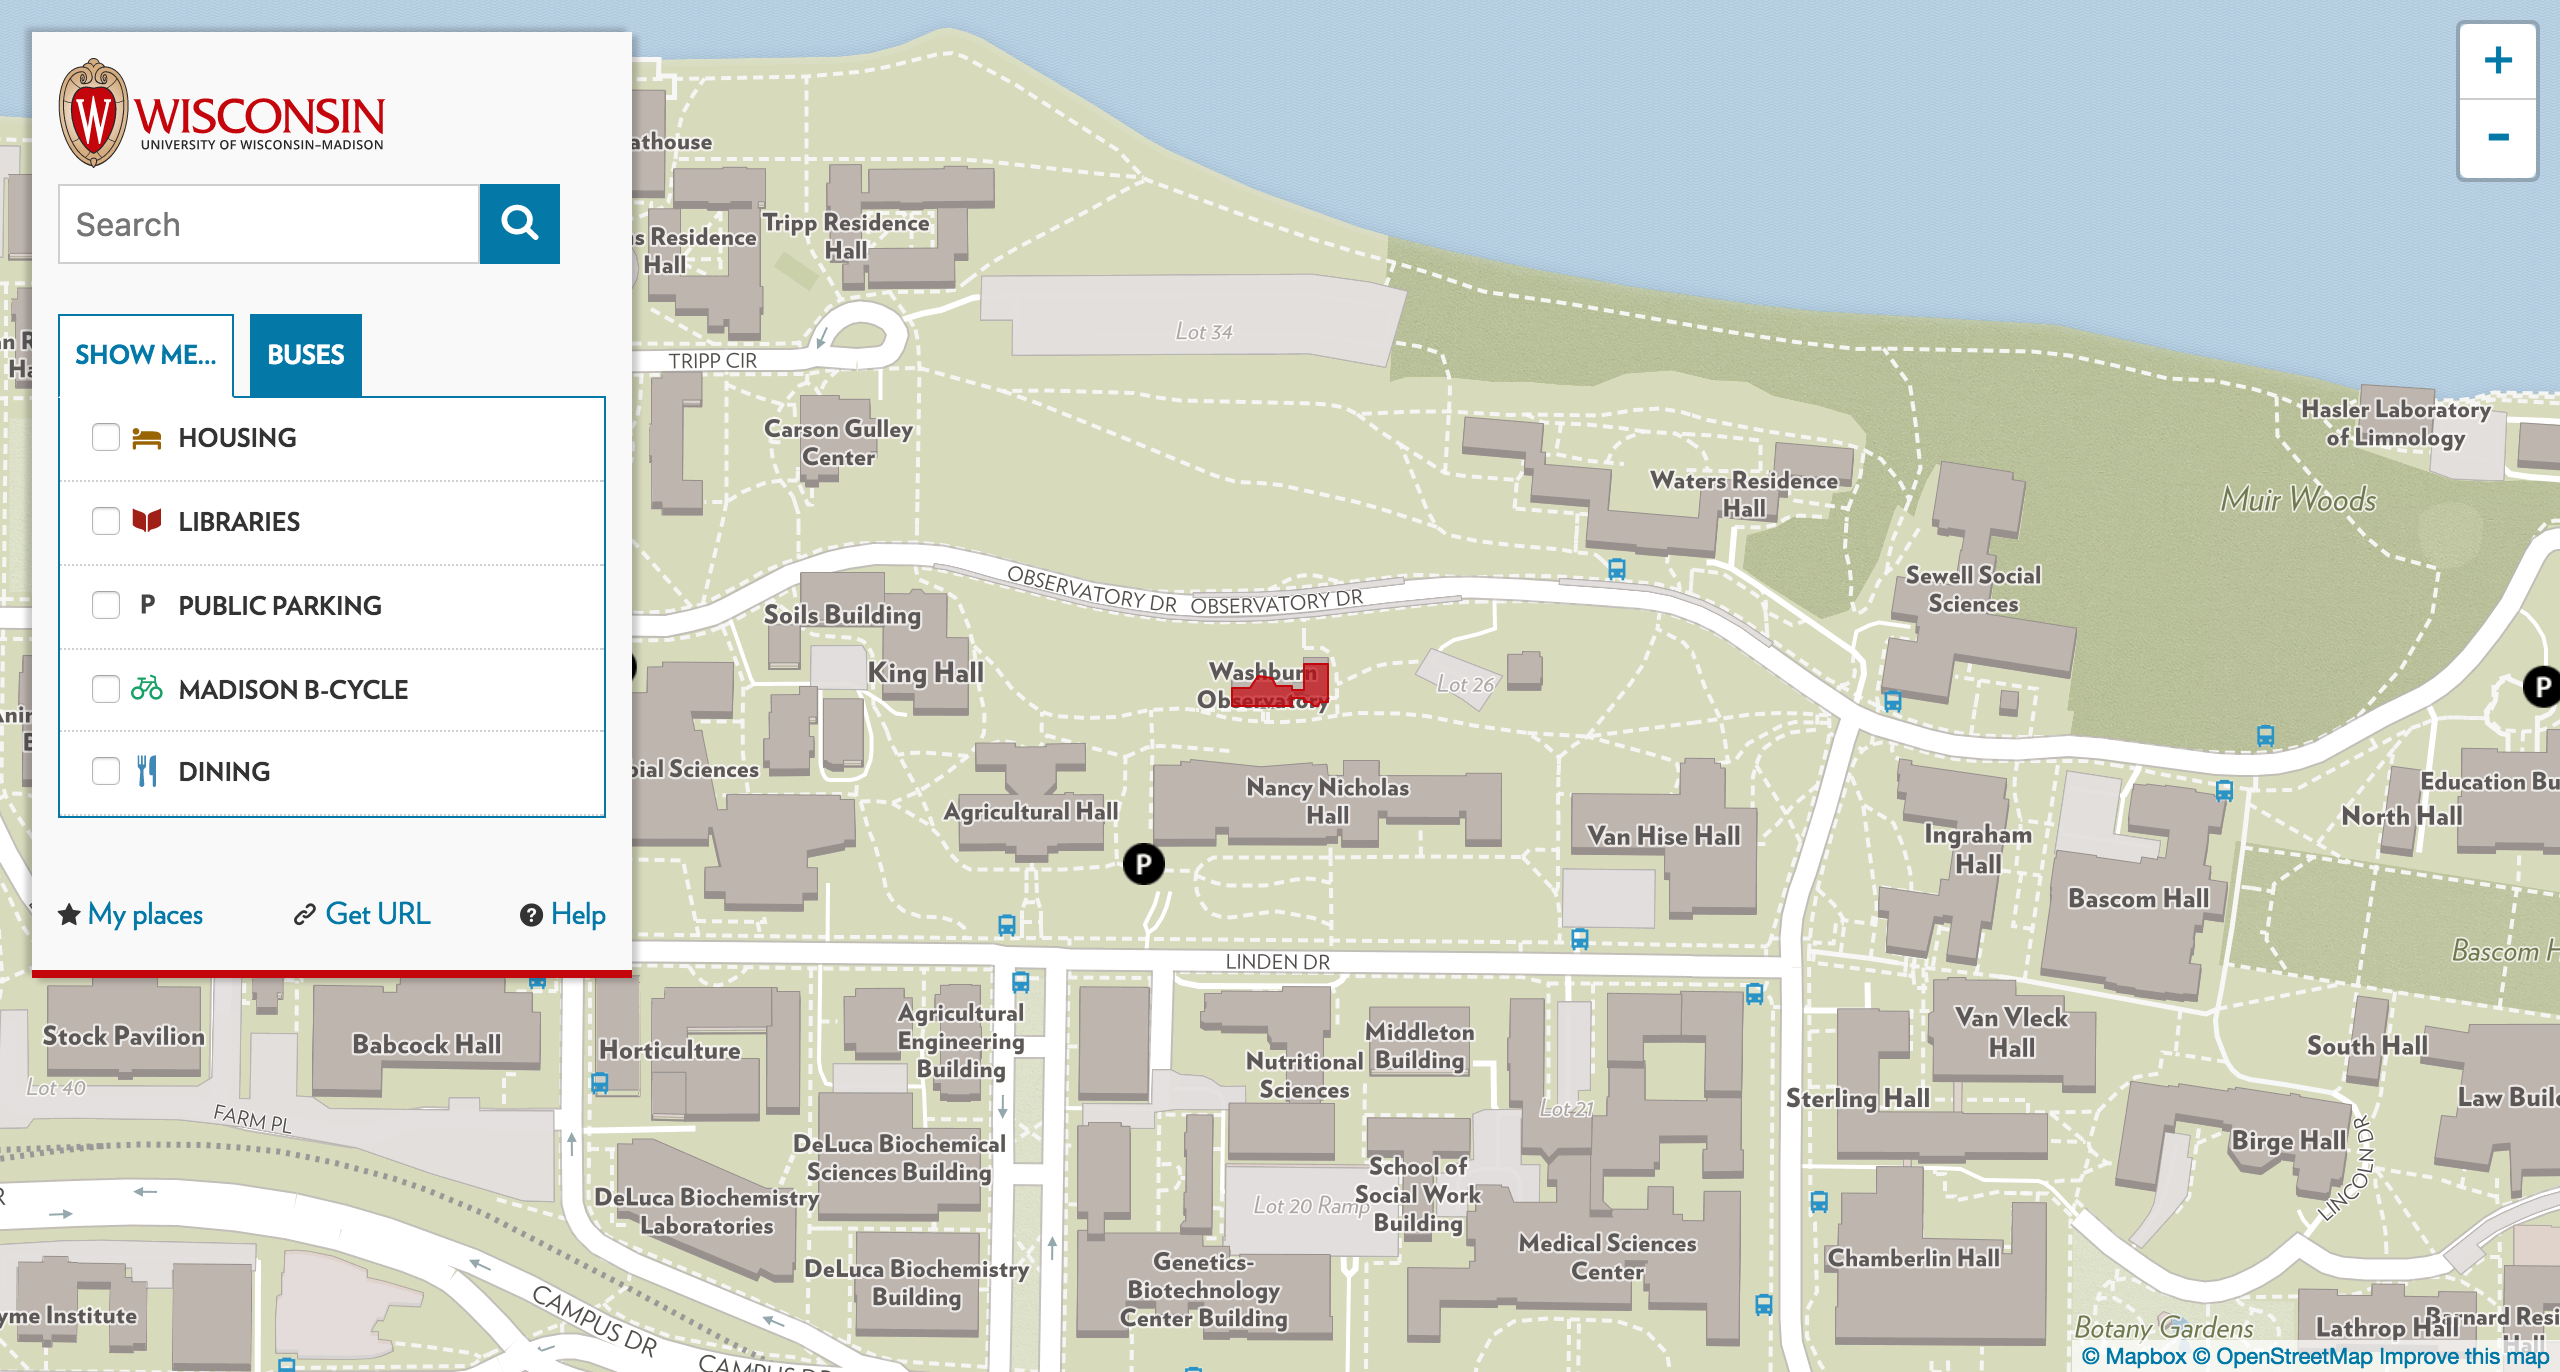 WISCONSIN
UNIVERSITY OF WISCONSIN–MADISON
Search
SHOW ME...
BUSES
HOUSING
LIBRARIES
P PUBLIC PARKING
MADISON B-CYCLE
DINING
My places
Get URL
Help
+
−
athouse
Tripp Residence
Hall
s Residence
Hall
Lot 34
TRIPP CIR
Carson Gulley
Center
Hasler Laboratory
of Limnology
Waters Residence
Hall
Muir Woods
Sewell Social
Sciences
OBSERVATORY DR
OBSERVATORY DR
Soils Building
King Hall
Washburn
Observatory
Lot 26
P
ial Sciences
Agricultural Hall
Nancy Nicholas
Hall
Van Hise Hall
Ingraham
Hall
Education Bu
North Hall
P
Bascom Hall
Bascom H
LINDEN DR
Stock Pavilion
Babcock Hall
Horticulture
Agricultural
Engineering
Building
Nutritional
Sciences
Middleton
Building
Van Vleck
Hall
South Hall
Lot 40
FARM PL
Lot 21
Sterling Hall
Law Buil
Birge Hall
LINCOLN DR
DeLuca Biochemical
Sciences Building
DeLuca Biochemistry
Laboratories
School of
Social Work
Building
Lot 20 Ramp
Medical Sciences
Center
Chamberlin Hall
Genetics-
Biotechnology
Center Building
DeLuca Biochemistry
Building
yme Institute
CAMPUS DR
CAMPUS DR
Botany Gardens
Lathrop Hall
Barnard Resi
Hall
© Mapbox © OpenStreetMap Improve this map